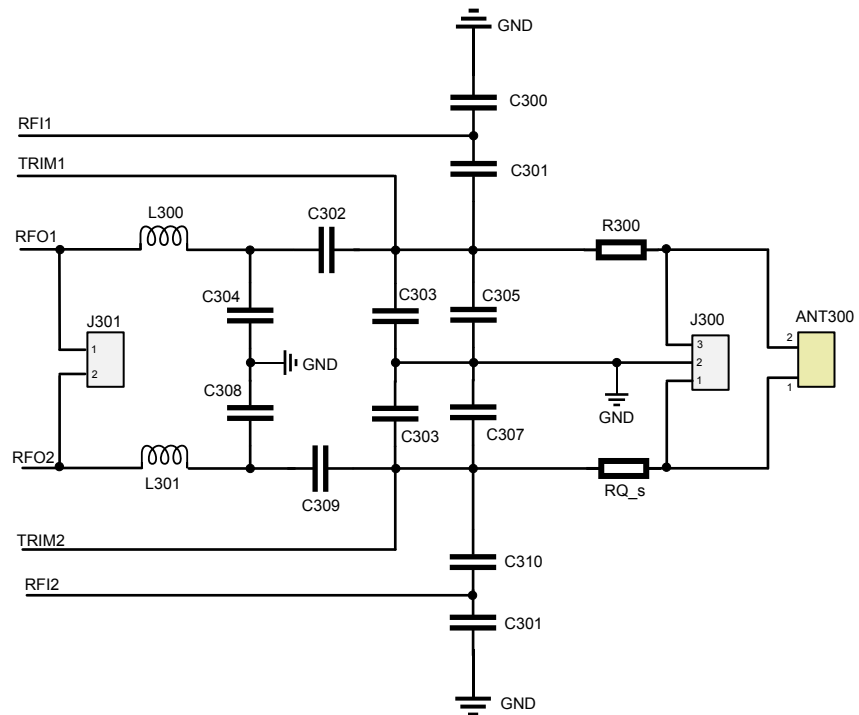 GND
C300
RFI1
TRIM1
C301
L300
C302
R300
RFO1
C304
C303
C305
J301
J300
ANT300
1
2
3
2
1
2
1
GND
GND
C308
C303
C307
RFO2
L301
C309
RQ_s
TRIM2
C310
RFI2
C301
GND